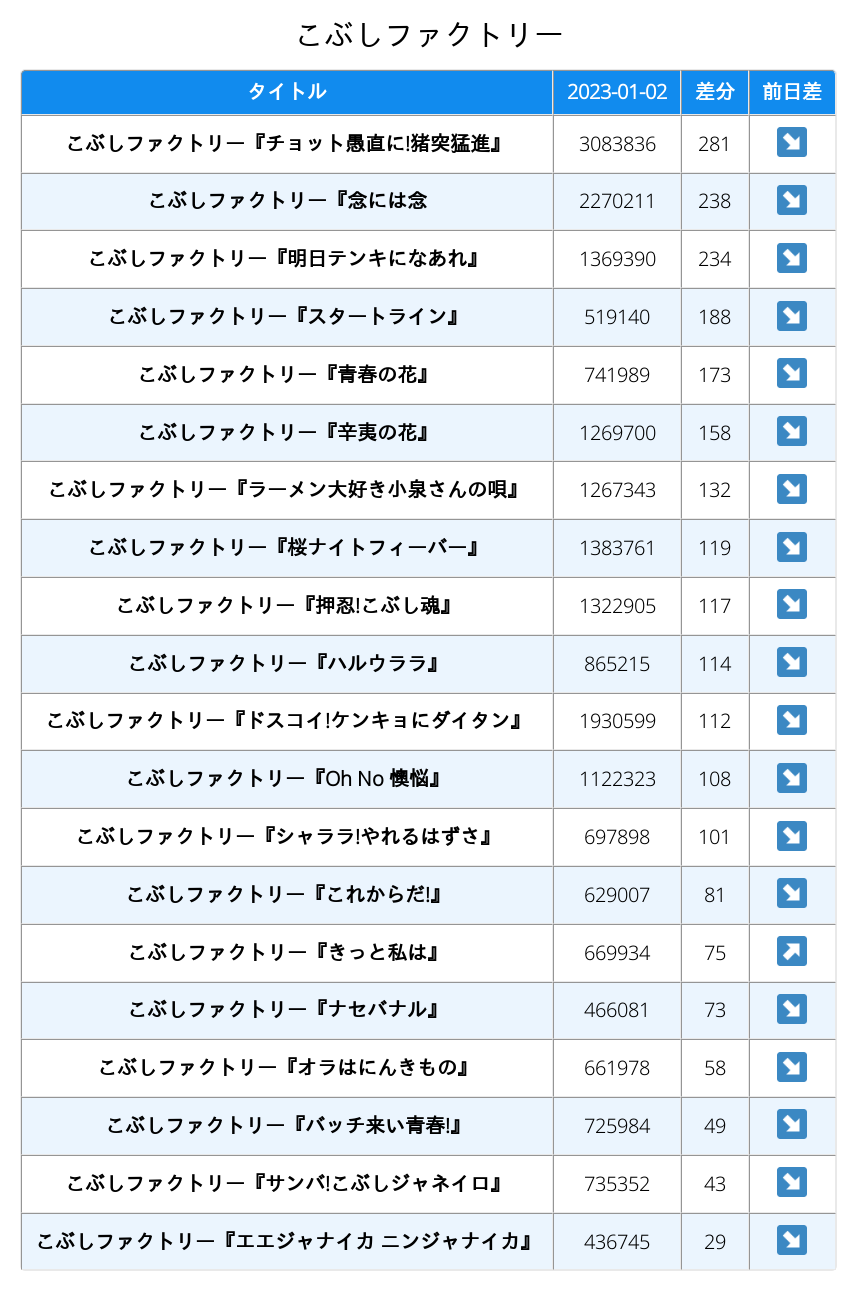 こぶしファクトリー
タイトル 2023-01-02 差分 前日差
こぶしファクトリー『チョット愚直に!猪突猛進』 3083836 281 ↘
こぶしファクトリー『念には念 2270211 238 ↘
こぶしファクトリー『明日テンキになあれ』 1369390 234 ↘
こぶしファクトリー『スタートライン』 519140 188 ↘
こぶしファクトリー『青春の花』 741989 173 ↘
こぶしファクトリー『辛夷の花』 1269700 158 ↘
こぶしファクトリー『ラーメン大好き小泉さんの唄』 1267343 132 ↘
こぶしファクトリー『桜ナイトフィーバー』 1383761 119 ↘
こぶしファクトリー『押忍!こぶし魂』 1322905 117 ↘
こぶしファクトリー『ハルウララ』 865215 114 ↘
こぶしファクトリー『ドスコイ!ケンキョにダイタン』 1930599 112 ↘
こぶしファクトリー『Oh No 懊悩』 1122323 108 ↘
こぶしファクトリー『シャララ!やれるはずさ』 697898 101 ↘
こぶしファクトリー『これからだ!』 629007 81 ↘
こぶしファクトリー『きっと私は』 669934 75 ↗
こぶしファクトリー『ナセバナル』 466081 73 ↘
こぶしファクトリー『オラはにんきもの』 661978 58 ↘
こぶしファクトリー『バッチ来い青春!』 725984 49 ↘
こぶしファクトリー『サンバ!こぶしジャネイロ』 735352 43 ↘
こぶしファクトリー『エエジャナイカ ニンジャナイカ』 436745 29 ↘